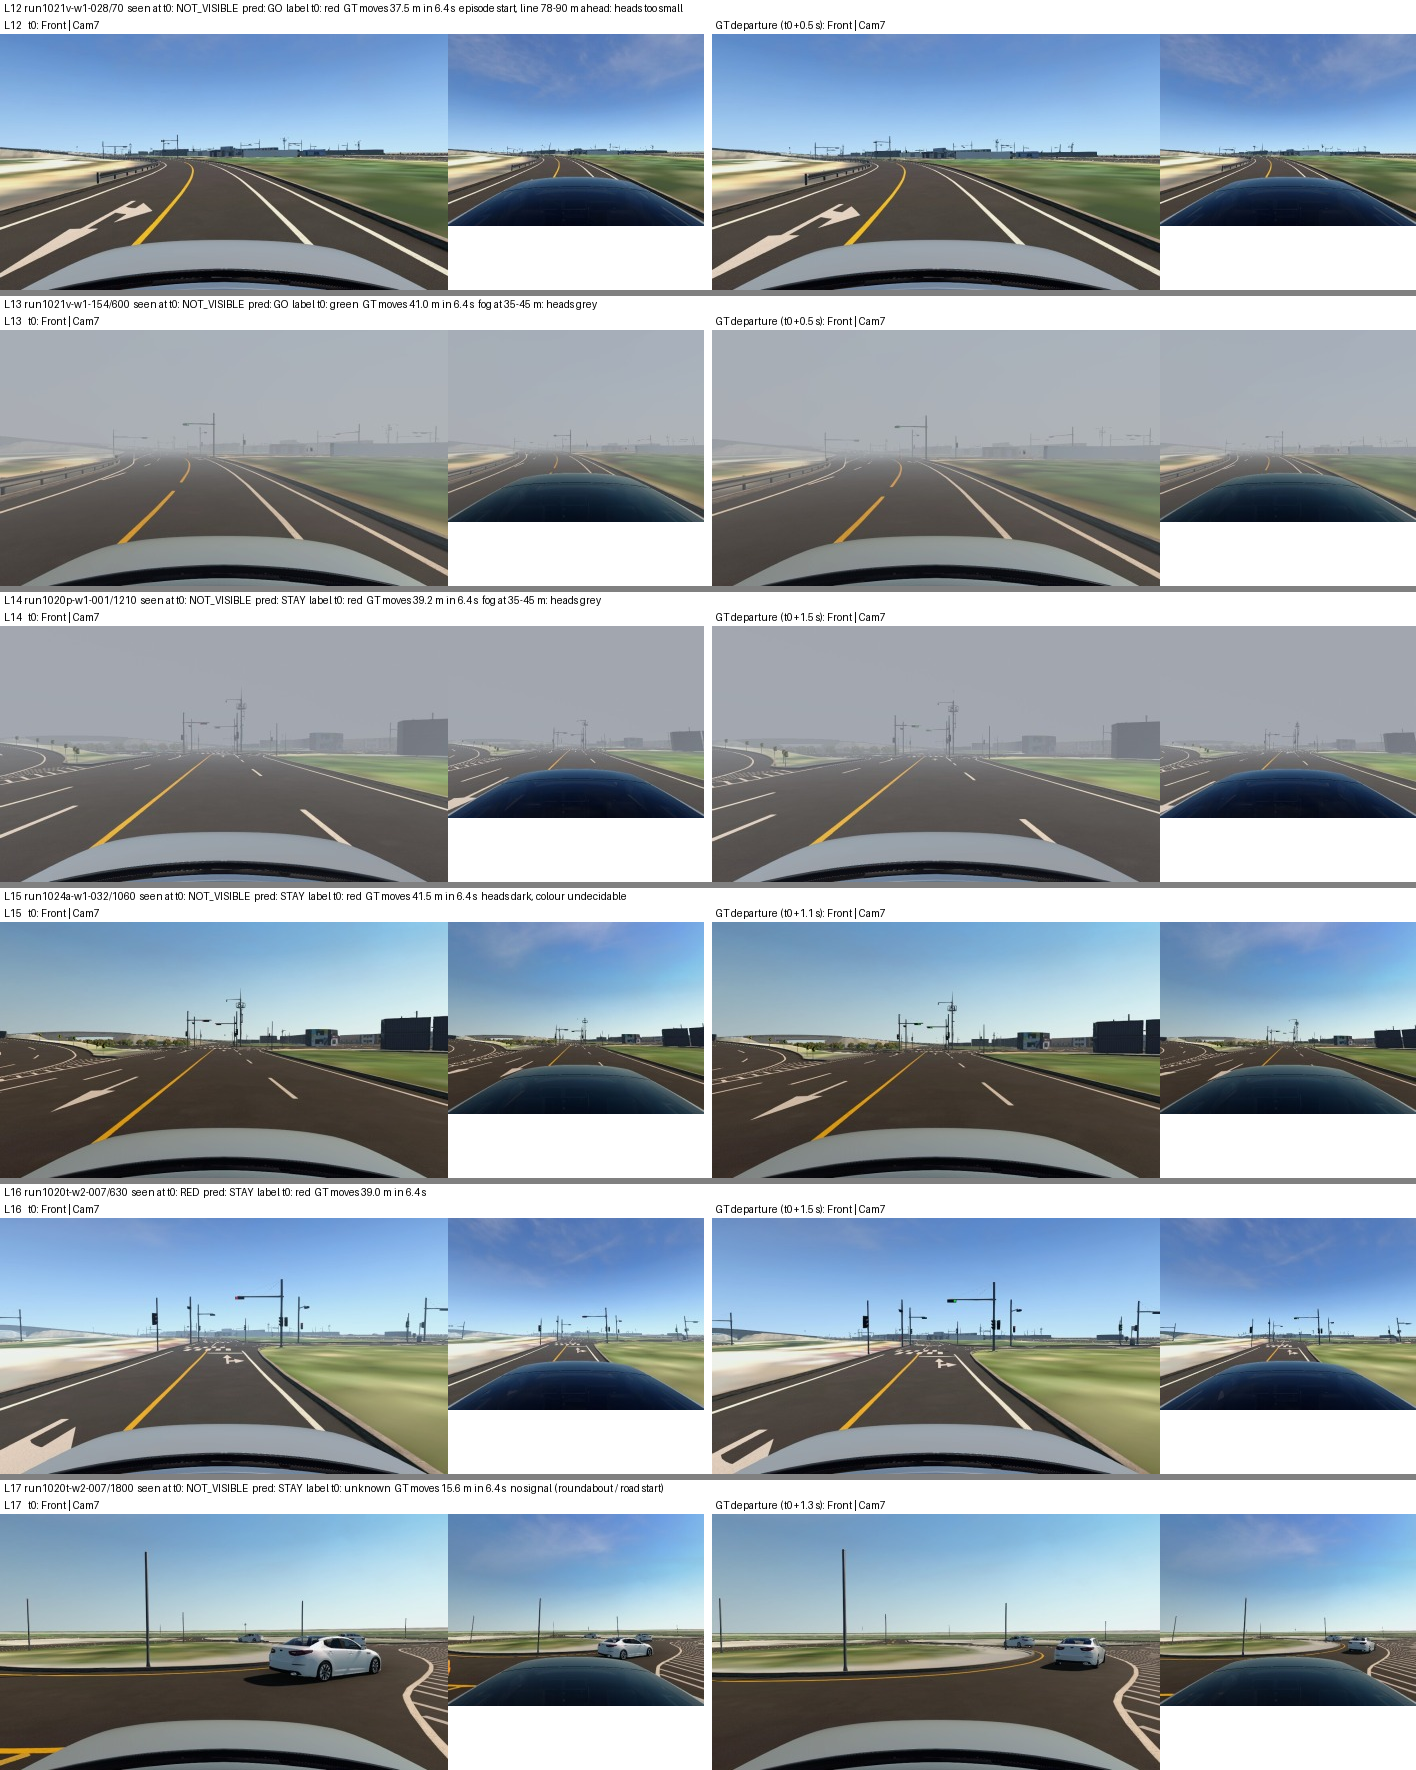 L12 run1021v-w1-028/70 seen at t0: NOT_VISIBLE pred: GO label t0: red GT moves 37.5 m in 6.4 s episode start, line 78-90 m ahead: heads too small
L12 t0: Front | Cam7 GT departure (t0+0.5 s): Front | Cam7
L13 run1021v-w1-154/600 seen at t0: NOT_VISIBLE pred: GO label t0: green GT moves 41.0 m in 6.4 s fog at 35-45 m: heads grey
L13 t0: Front | Cam7 GT departure (t0+0.5 s): Front | Cam7
L14 run1020p-w1-001/1210 seen at t0: NOT_VISIBLE pred: STAY label t0: red GT moves 39.2 m in 6.4 s fog at 35-45 m: heads grey
L14 t0: Front | Cam7 GT departure (t0+1.5 s): Front | Cam7
L15 run1024a-w1-032/1060 seen at t0: NOT_VISIBLE pred: STAY label t0: red GT moves 41.5 m in 6.4 s heads dark, colour undecidable
L15 t0: Front | Cam7 GT departure (t0+1.1 s): Front | Cam7
L16 run1020t-w2-007/630 seen at t0: RED pred: STAY label t0: red GT moves 39.0 m in 6.4 s
L16 t0: Front | Cam7 GT departure (t0+1.5 s): Front | Cam7
L17 run1020t-w2-007/1800 seen at t0: NOT_VISIBLE pred: STAY label t0: unknown GT moves 15.6 m in 6.4 s no signal (roundabout / road start)
L17 t0: Front | Cam7 GT departure (t0+1.3 s): Front | Cam7